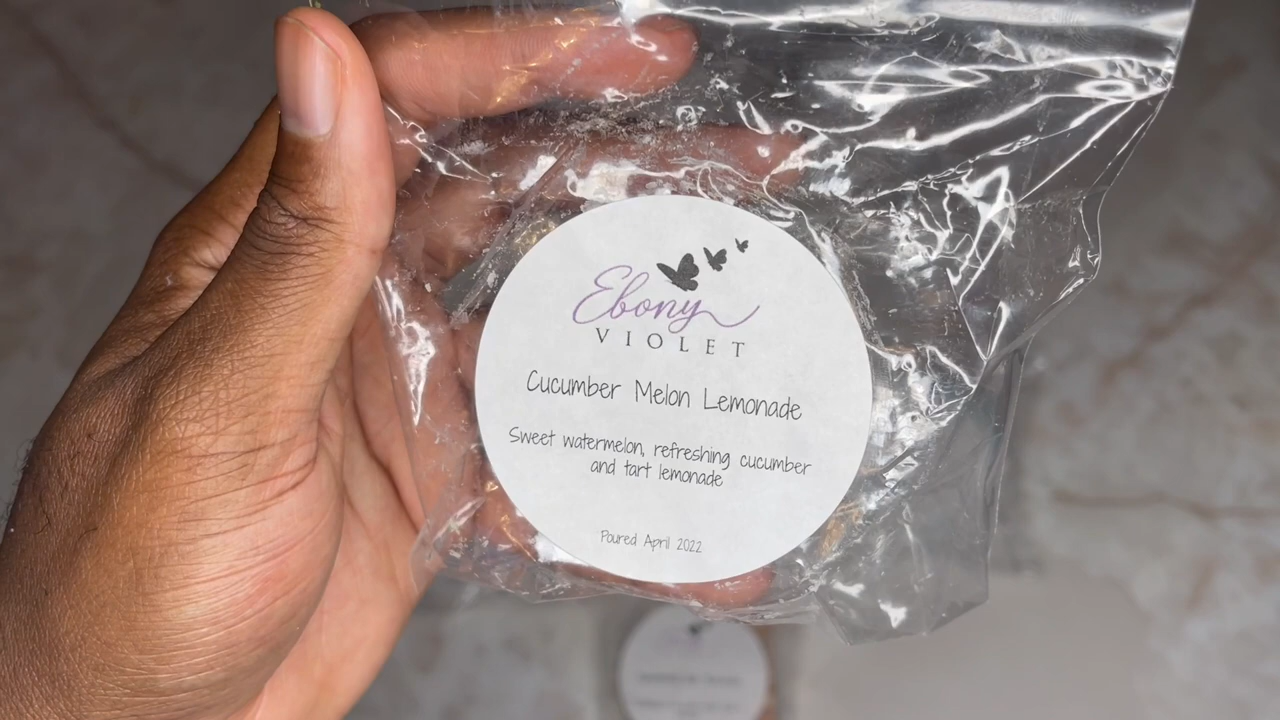 Ebony
VIOLET
Cucumber Melon Lemonade
Sweet watermelon, refreshing cucumber
and tart lemonade
Poured April 2022